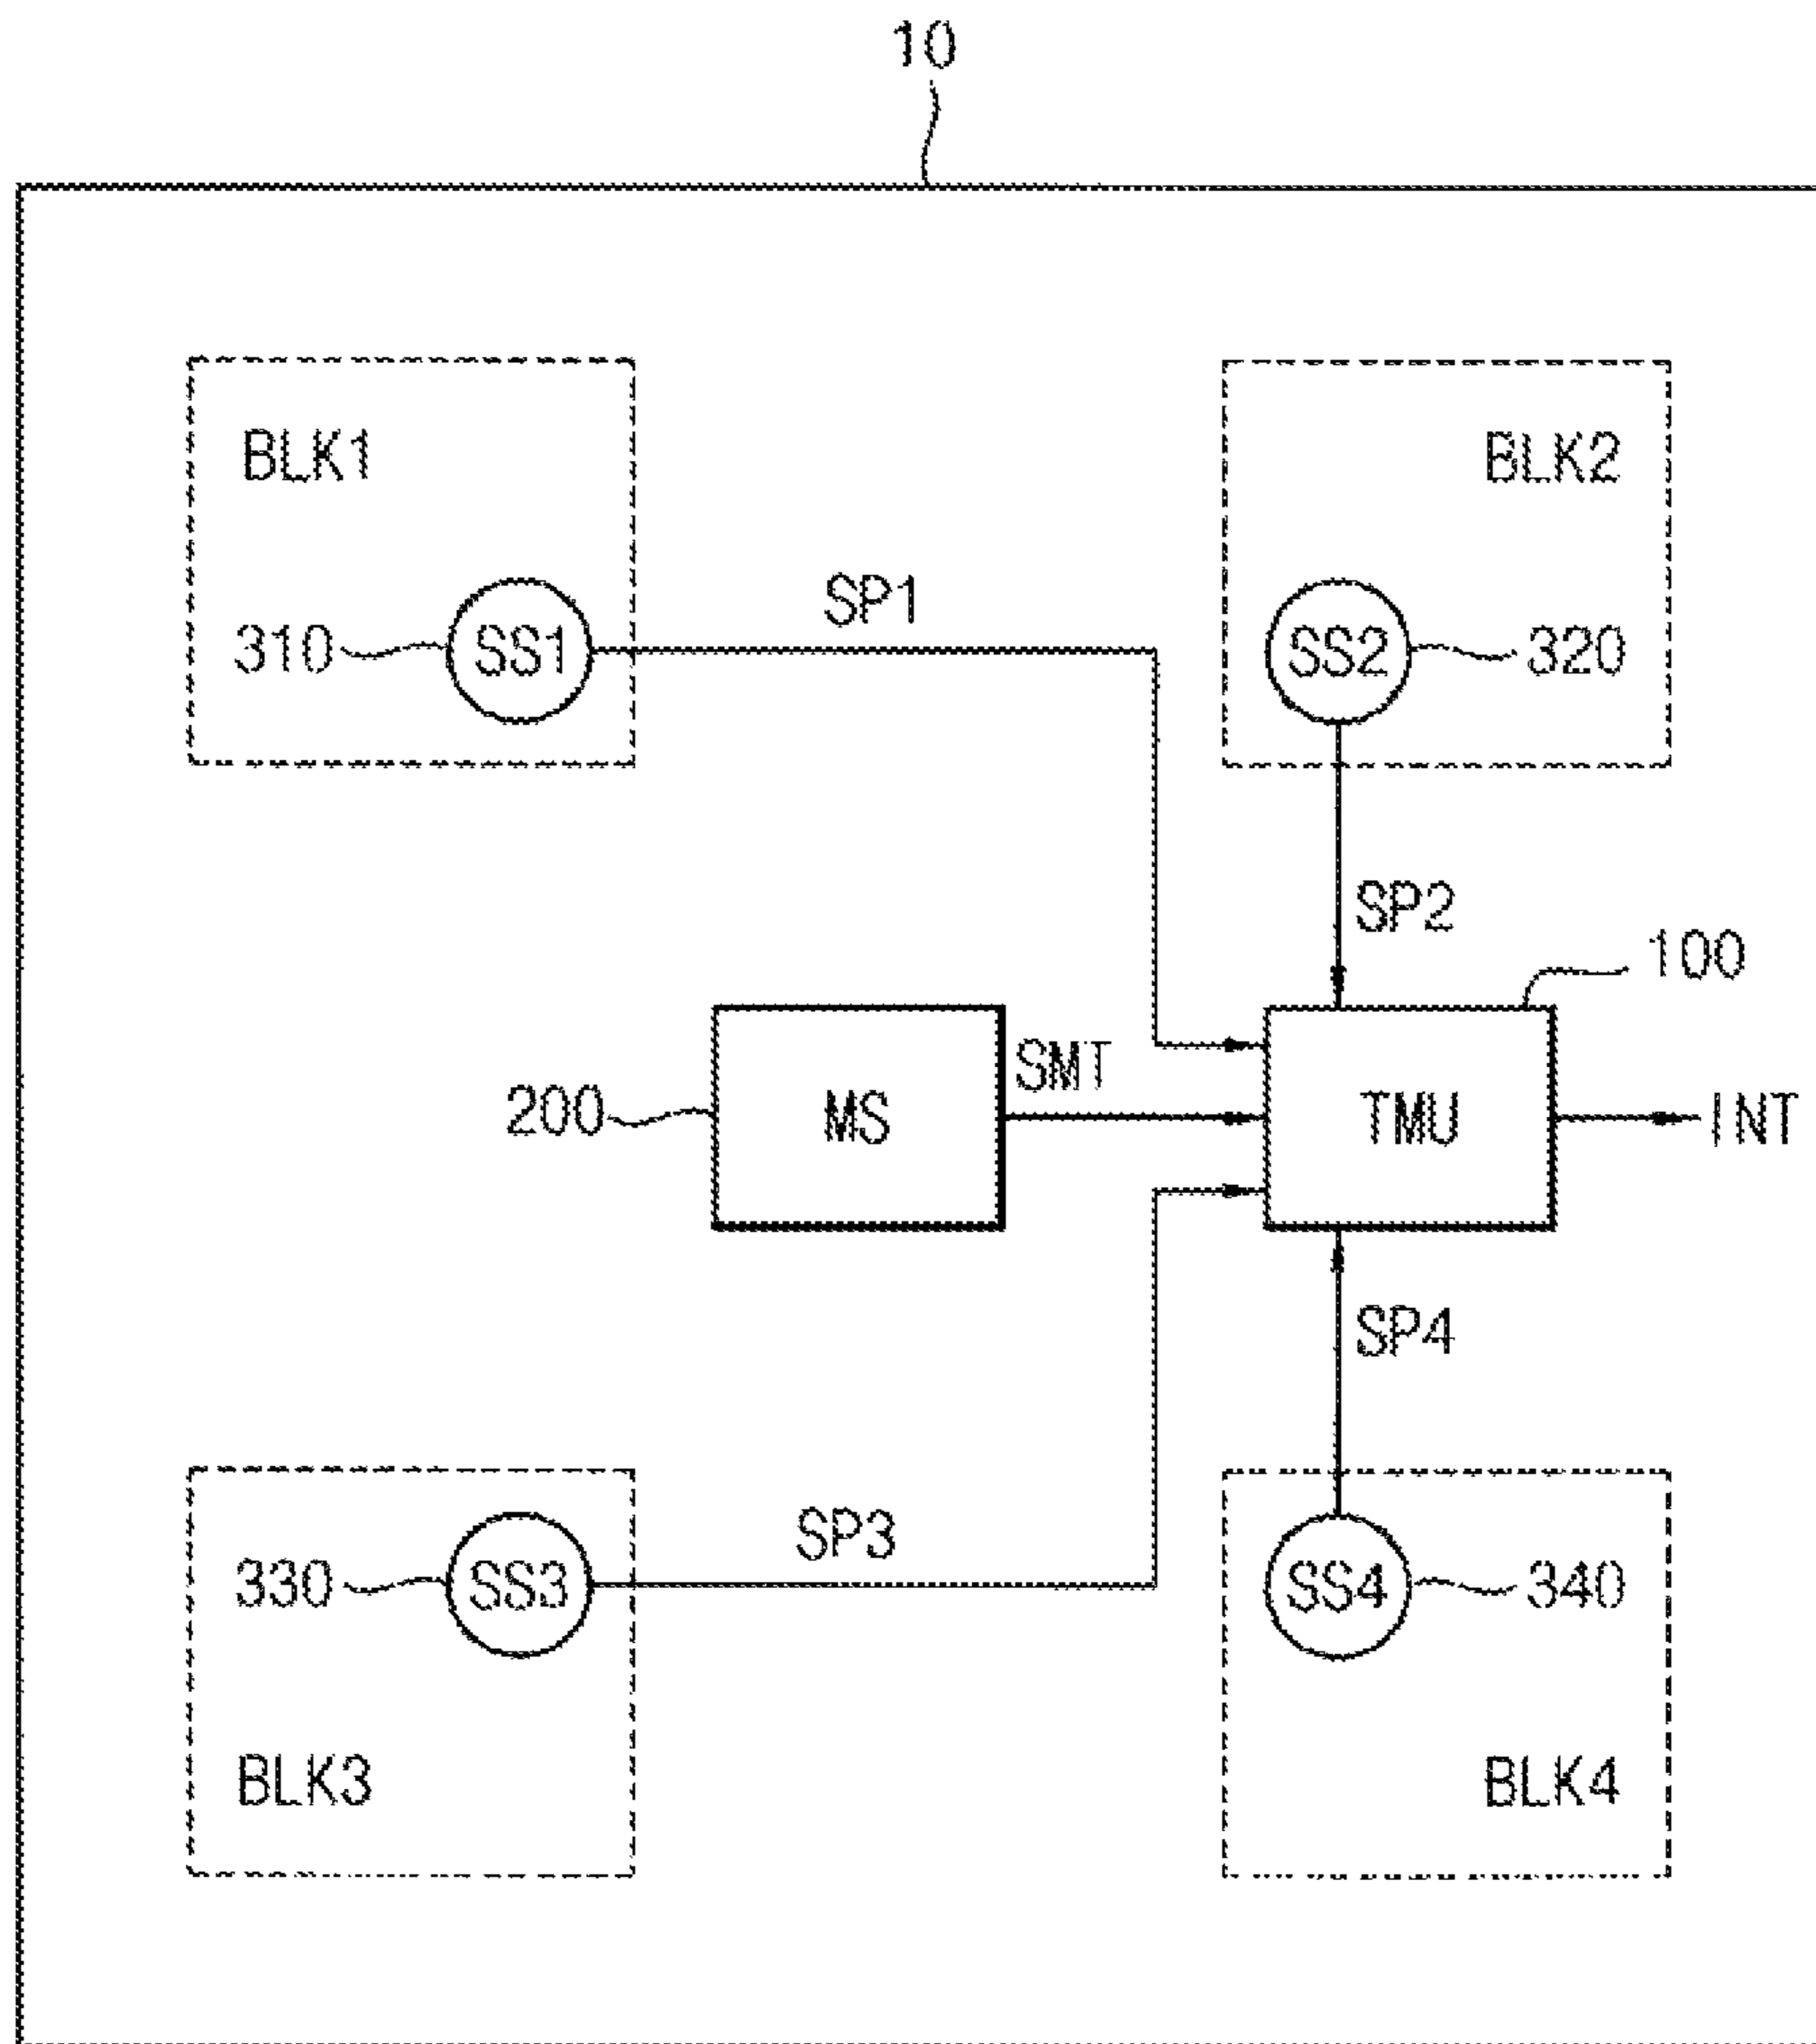 10
BLK1
BLK2
SP1
310
SS1
SS2
320
SP2
100
SMT
200
MS
TMU
INT
SP4
SP3
330
SS3
SS4
340
BLK3
BLK4